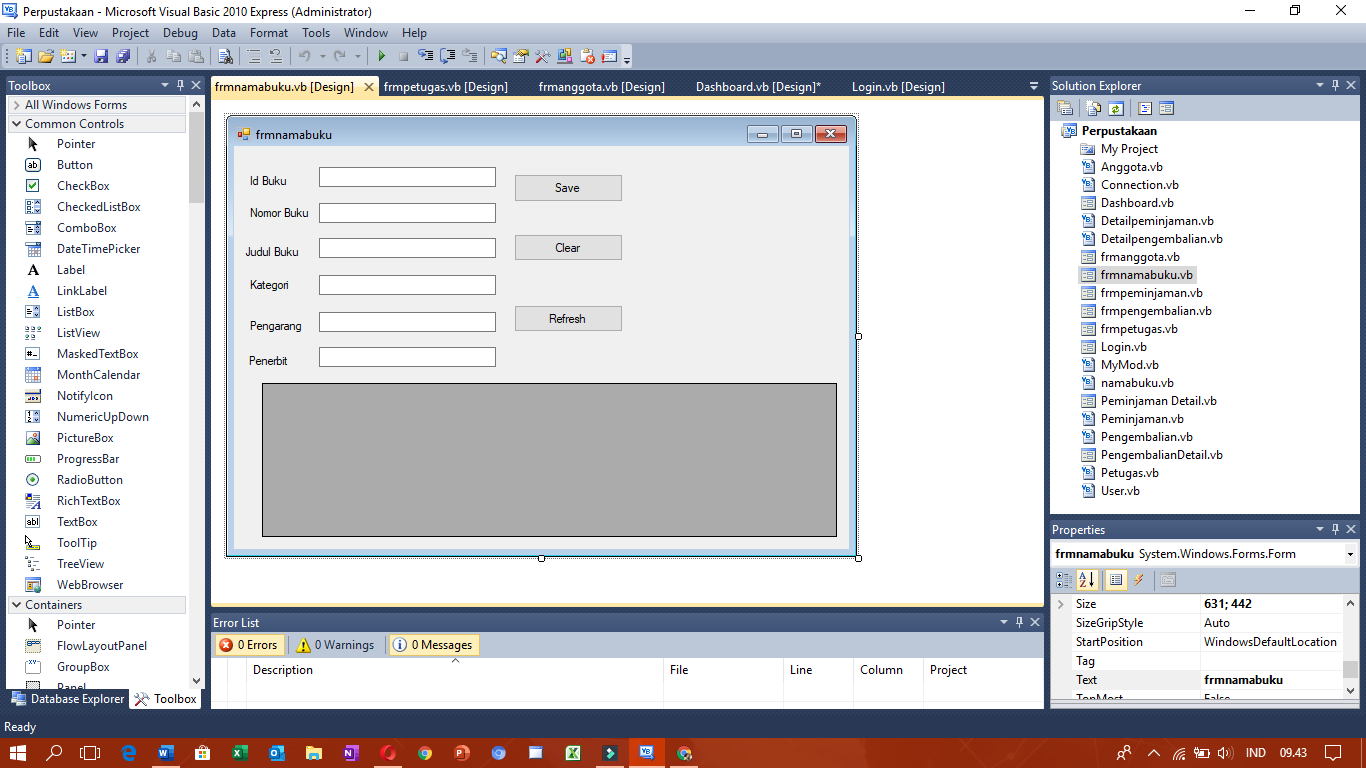 Perpustakaan - Microsoft Visual Basic 2010 Express (Administrator)
File Edit View Project Debug Data Format Tools Window Help
Toolbox
All Windows Forms
Common Controls
Pointer
Button
CheckBox
CheckedListBox
ComboBox
DateTimePicker
Label
LinkLabel
ListBox
ListView
MaskedTextBox
MonthCalendar
NotifyIcon
NumericUpDown
PictureBox
ProgressBar
RadioButton
RichTextBox
TextBox
ToolTip
TreeView
WebBrowser
Containers
Pointer
FlowLayoutPanel
GroupBox
Panel
Database Explorer Toolbox
frmnamabuku.vb [Design] frmpetugas.vb [Design] frmanggota.vb [Design] Dashboard.vb [Design]* Login.vb [Design]
frmnamabuku
Id Buku
Save
Nomor Buku
Judul Buku
Clear
Kategori
Pengarang
Refresh
Penerbit
Error List
0 Errors 0 Warnings 0 Messages
Description File Line Column Project
Solution Explorer
Perpustakaan
My Project
Anggota.vb
Connection.vb
Dashboard.vb
Detailpeminjaman.vb
Detailpengembalian.vb
frmanggota.vb
frmnamabuku.vb
frmpeminjaman.vb
frmpengembalian.vb
frmpetugas.vb
Login.vb
MyMod.vb
namabuku.vb
Peminjaman Detail.vb
Peminjaman.vb
Pengembalian.vb
PengembalianDetail.vb
Petugas.vb
User.vb
Properties
frmnamabuku System.Windows.Forms.Form
Size 631; 442
SizeGripStyle Auto
StartPosition WindowsDefaultLocation
Tag
Text frmnamabuku
TopMost False
Ready
IND 09.43